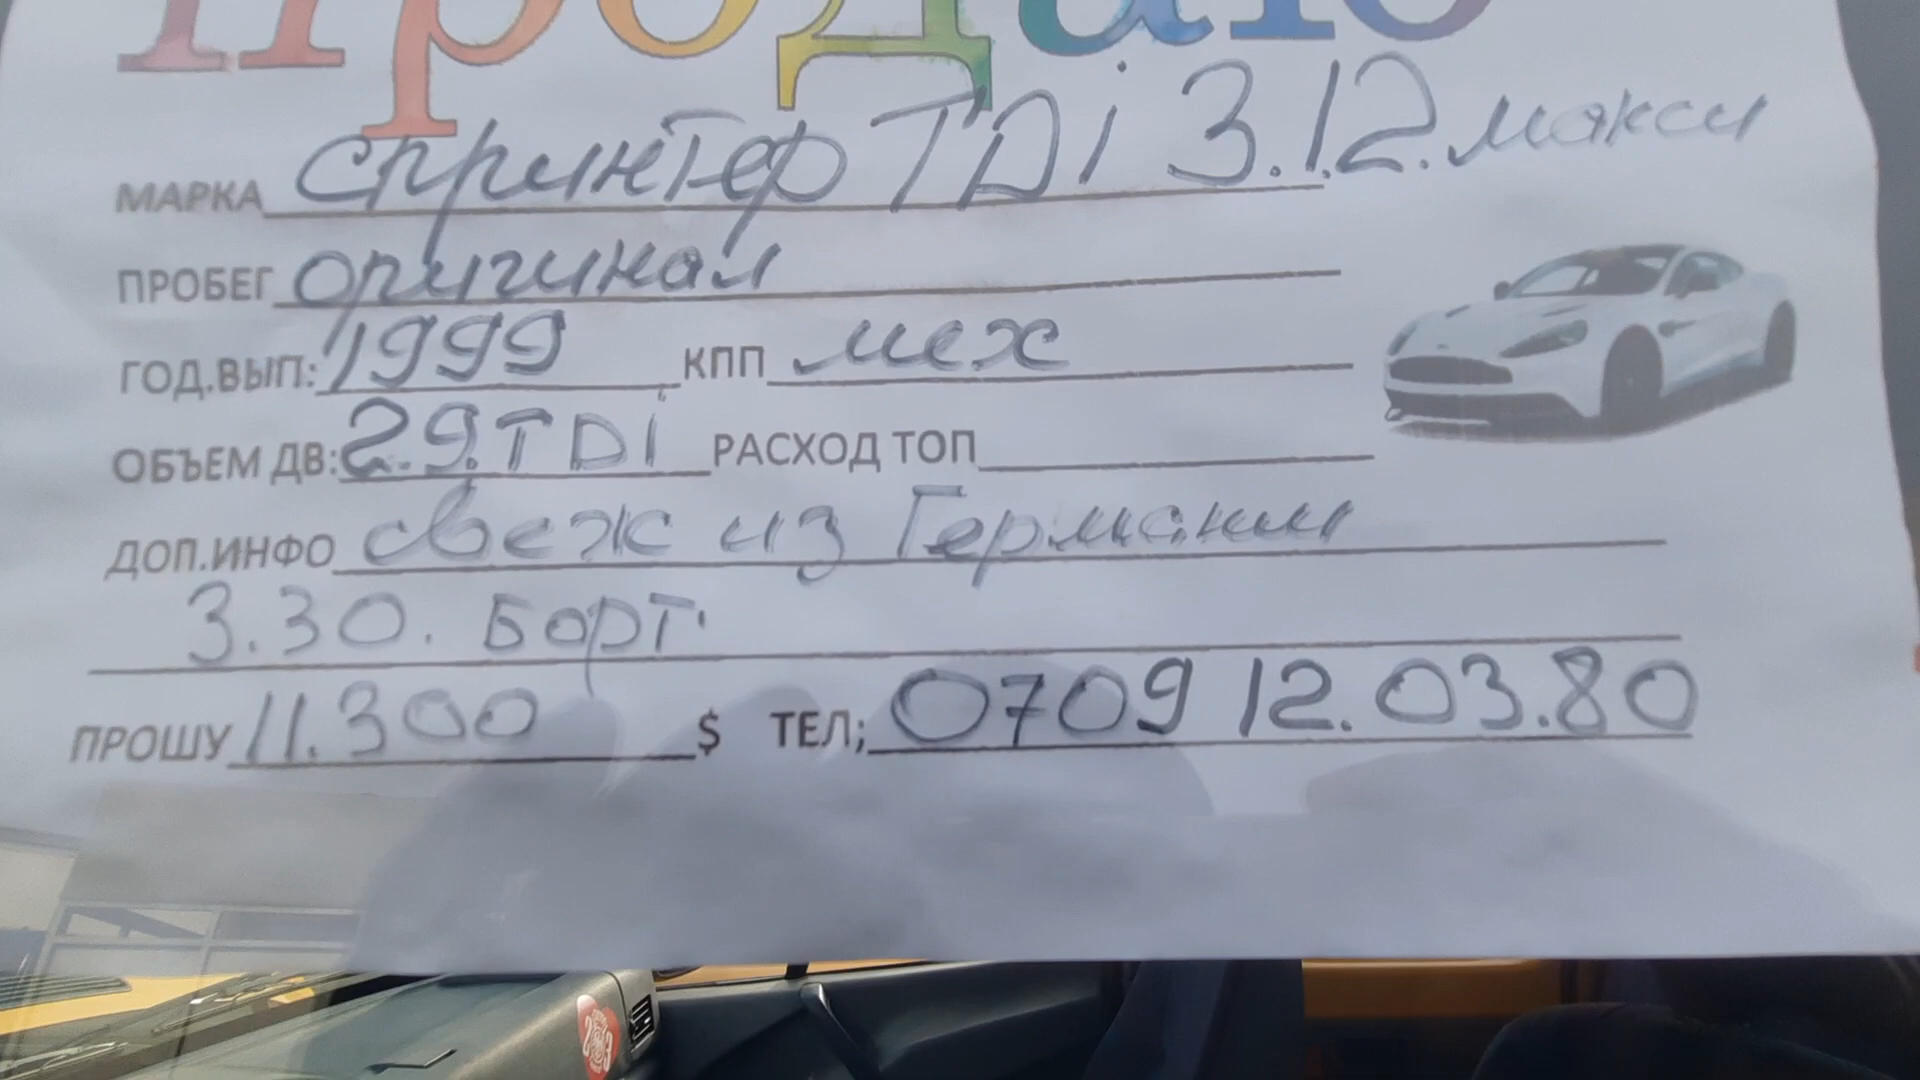 Продаю
МАРКА Спринтер TDi 3.12. макси
ПРОБЕГ оригинал
ГОД.ВЫП: 1999 КПП мех
ОБЪЕМ ДВ: 2.9. TDi РАСХОД ТОП
ДОП.ИНФО свеж из Германии
3.30. Борт
ПРОШУ 11.300 $ ТЕЛ; 0709 12.03.80